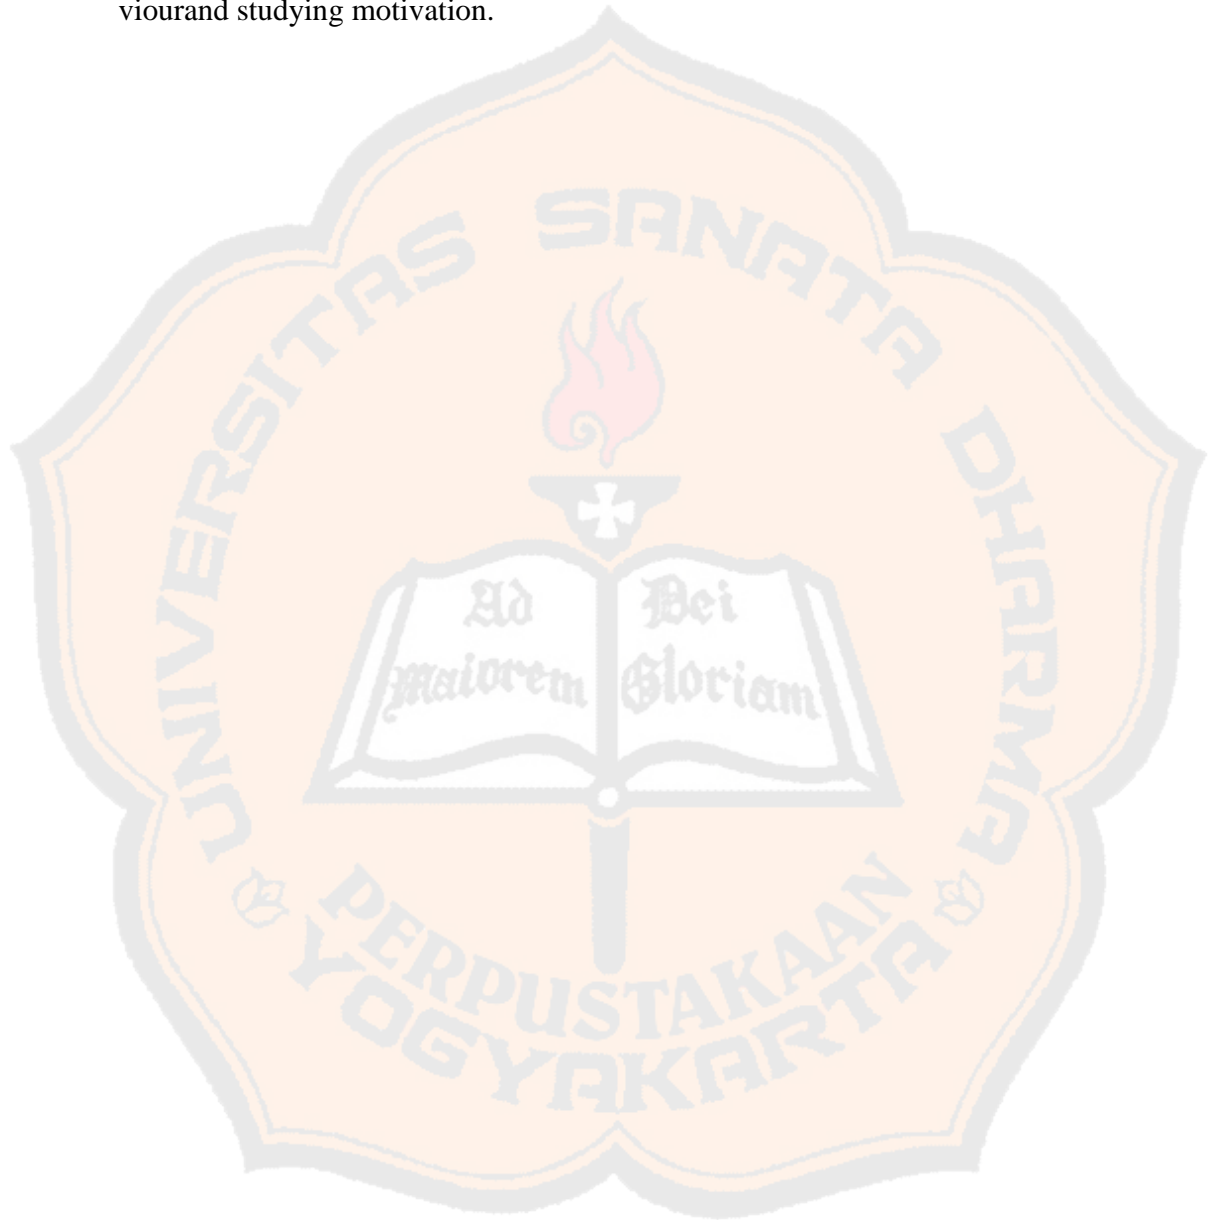 viourand studying motivation.
UNIVERSITAS SANATA DHARMA
Ad Dei
Maiorem Gloriam
PERPUSTAKAAN
YOGYAKARTA